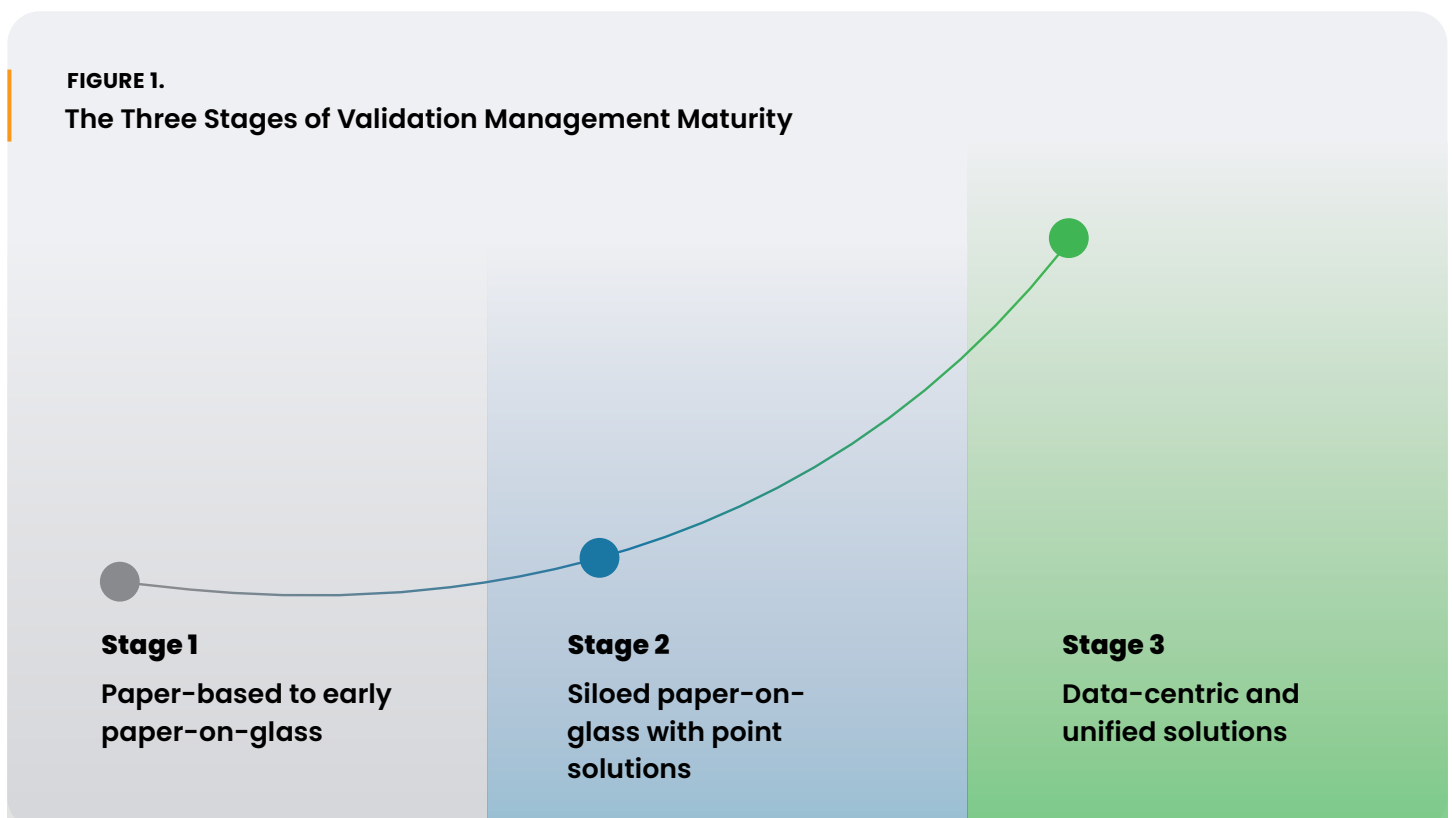 FIGURE 1.
The Three Stages of Validation Management Maturity
Stage 1
Paper-based to early
paper-on-glass
Stage 2
Siloed paper-on-
glass with point
solutions
Stage 3
Data-centric and
unified solutions